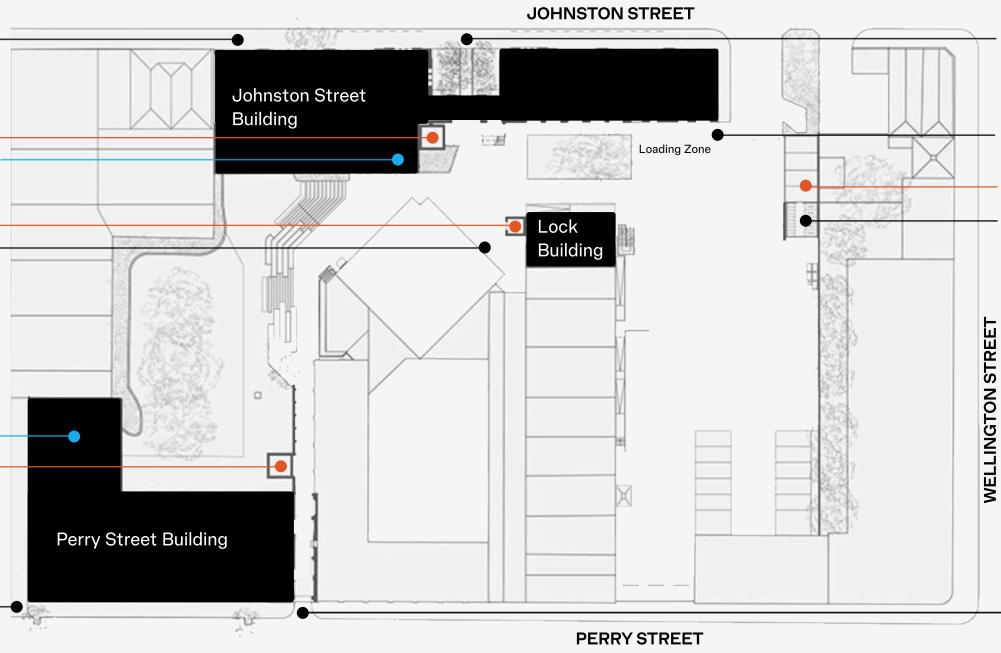 JOHNSTON STREET
Johnston Street
Building
Loading Zone
Lock
Building
WELLINGTON STREET
Perry Street Building
PERRY STREET